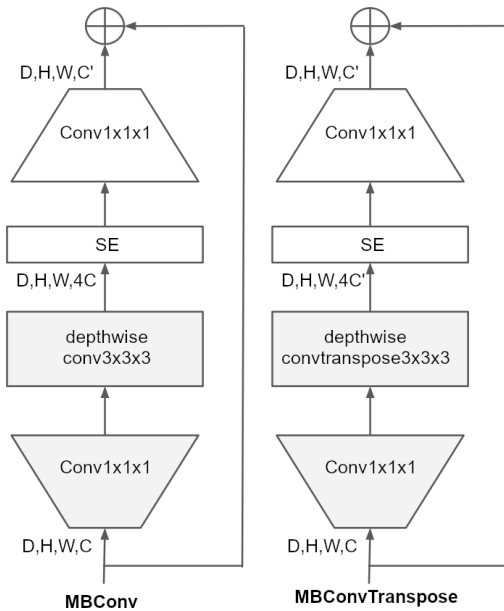 D,H,W,C'
Conv1x1x1
SE
D,H,W,4C
depthwise
conv3x3x3
Conv1x1x1
D,H,W,C
MBConv
D,H,W,C'
Conv1x1x1
SE
D,H,W,4C'
depthwise
convtranspose3x3x3
Conv1x1x1
D,H,W,C
MBConvTranspose